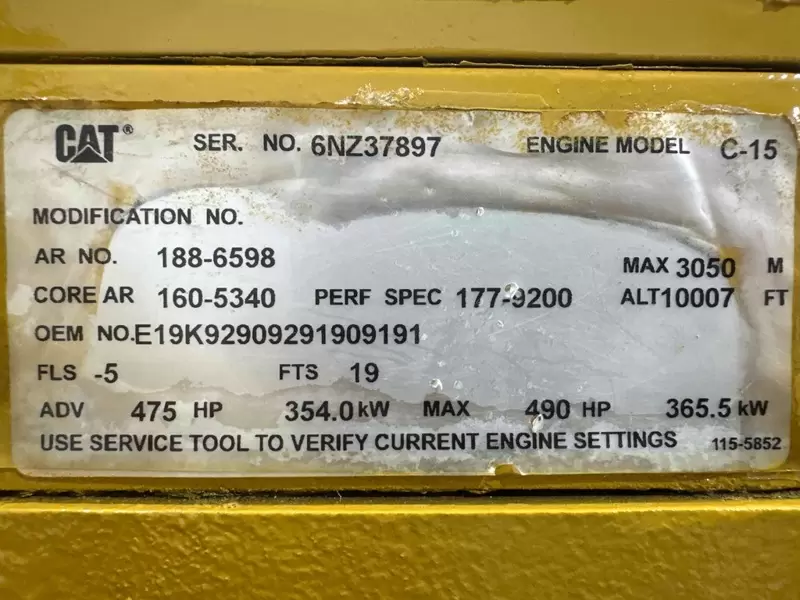 CAT® SER. NO. 6NZ37897 ENGINE MODEL C-15
MODIFICATION NO.
AR NO. 188-6598 MAX 3050 M
CORE AR 160-5340 PERF SPEC 177-9200 ALT 10007 FT
OEM NO. E19K92909291909191
FLS -5 FTS 19
ADV 475 HP 354.0 kW MAX 490 HP 365.5 kW
USE SERVICE TOOL TO VERIFY CURRENT ENGINE SETTINGS 115-5852